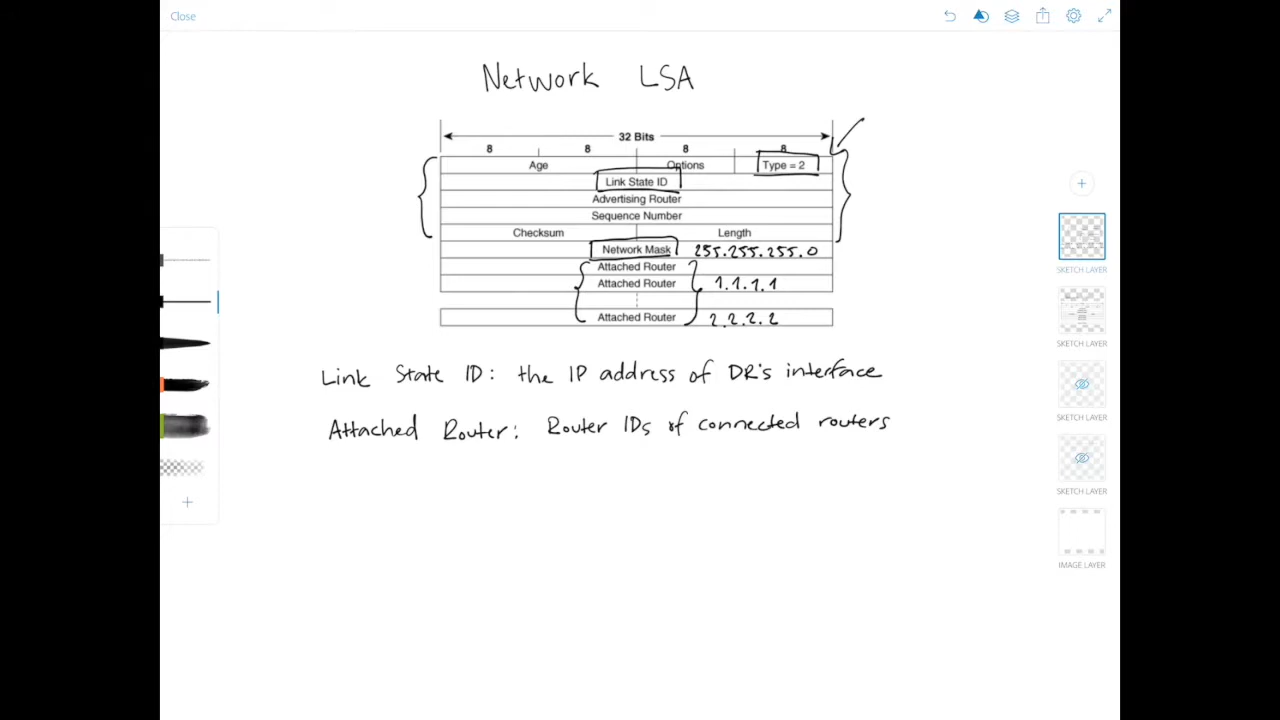 Close
Network LSA
32 Bits
8 8 8 8
Age Options Type = 2
Link State ID
Advertising Router
Sequence Number
Checksum Length
Network Mask 255.255.255.0
Attached Router
Attached Router 1.1.1.1
Attached Router 2.2.2.2
Link State ID: the IP address of DR's interface
Attached Router: Router IDs of connected routers
SKETCH LAYER
SKETCH LAYER
SKETCH LAYER
SKETCH LAYER
IMAGE LAYER